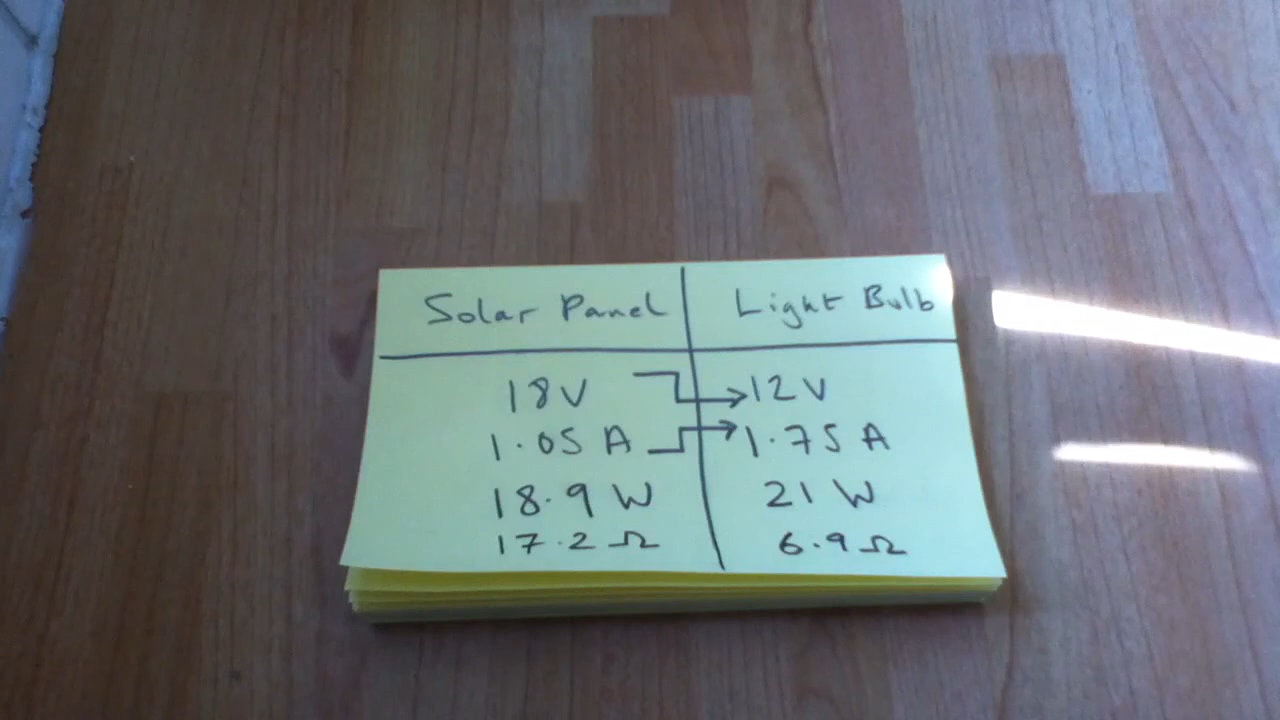 Solar Panel Light Bulb
18V 12V
1.05 A 1.75 A
18.9 W 21 W
17.2 Ω 6.9 Ω